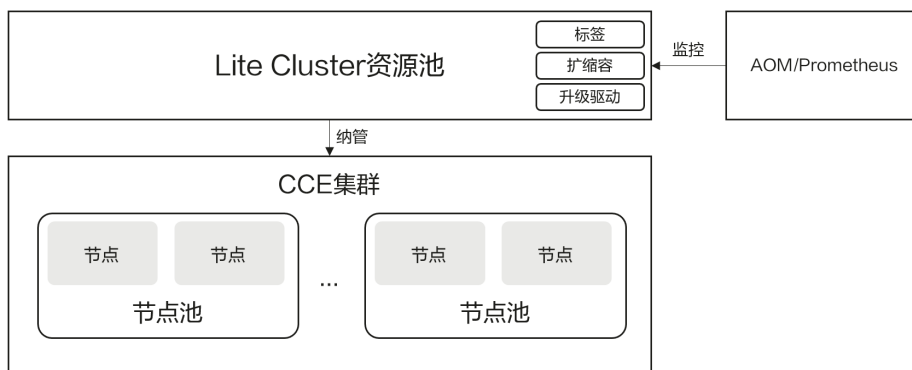 Lite Cluster资源池
标签
扩缩容
升级驱动
监控
AOM/Prometheus
纳管
CCE集群
节点
节点
节点池
...
节点
节点
节点池